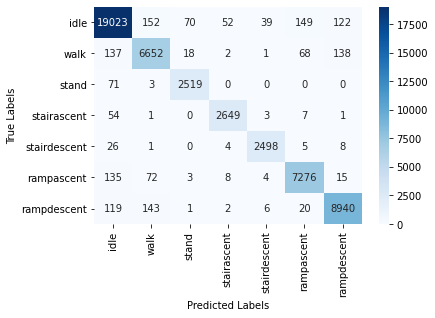 idle 19023 152 70 52 39 149 122
walk 137 6652 18 2 1 68 138
stand 71 3 2519 0 0 0 0
stairascent 54 1 0 2649 3 7 1
stairdescent 26 1 0 4 2498 5 8
rampascent 135 72 3 8 4 7276 15
rampdescent 119 143 1 2 6 20 8940
True Labels
idle
walk
stand
stairascent
stairdescent
rampascent
rampdescent
Predicted Labels
17500
15000
12500
10000
7500
5000
2500
0